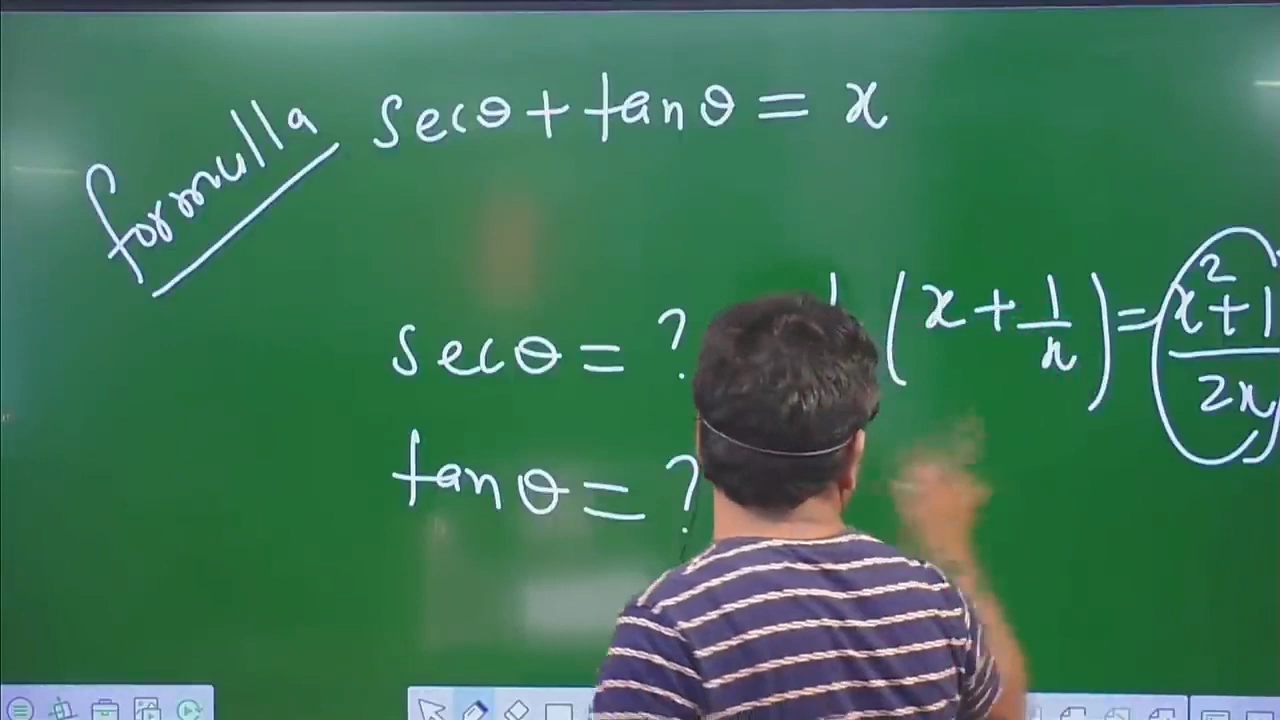 formulla
secθ + tanθ = x
secθ = ? (x + 1/x) = x²+1/2x
tanθ = ?